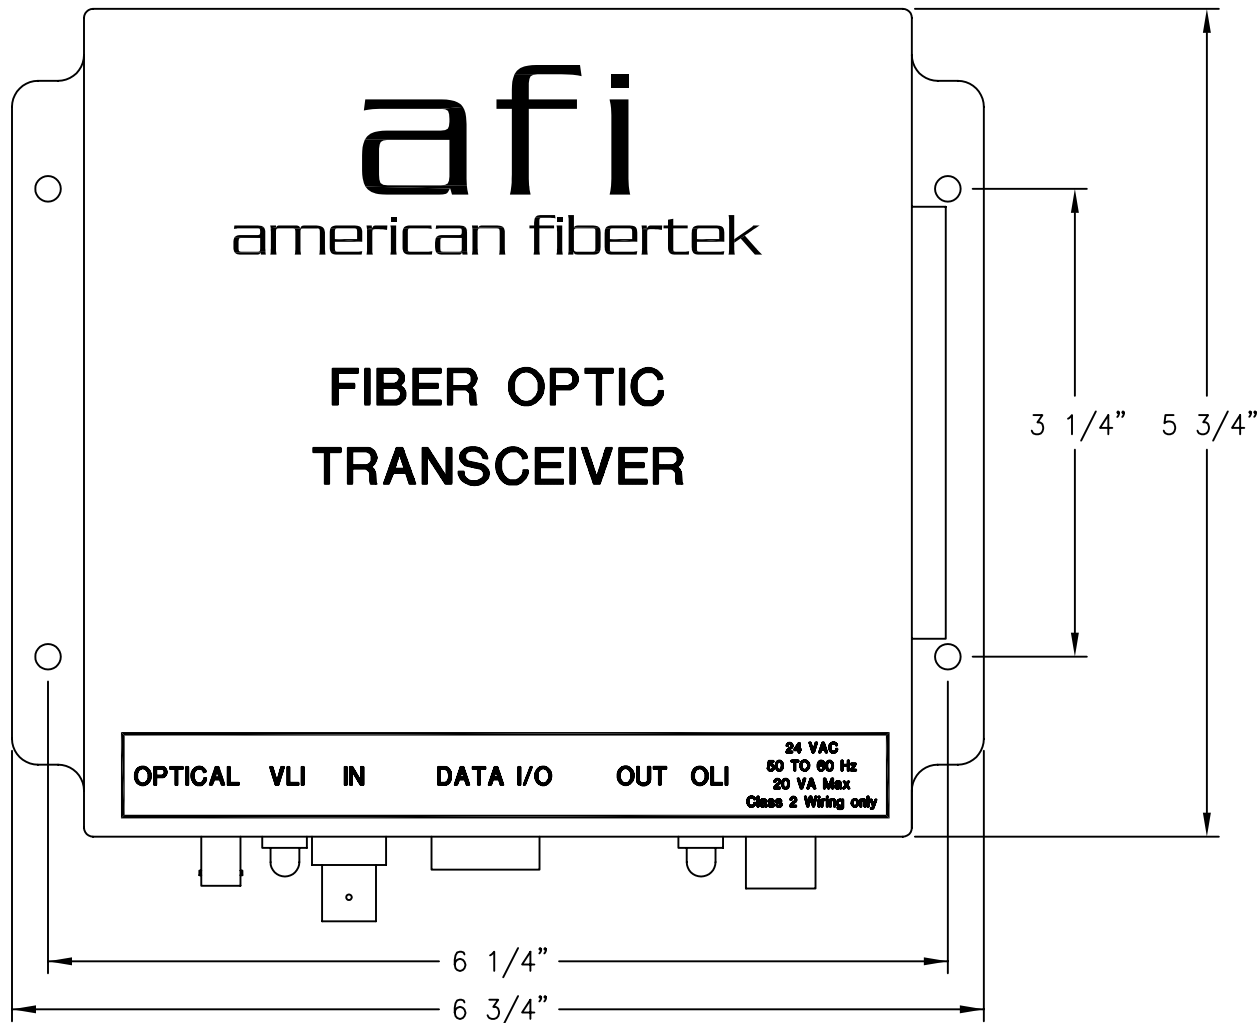 afi
american fibertek
FIBER OPTIC
TRANSCEIVER
3 1/4” 5 3/4”
OPTICAL VLI IN DATA I/O OUT OLI
24 VAC
50 TO 60 Hz
20 VA Max
Class 2 Wiring only
6 1/4”
6 3/4”